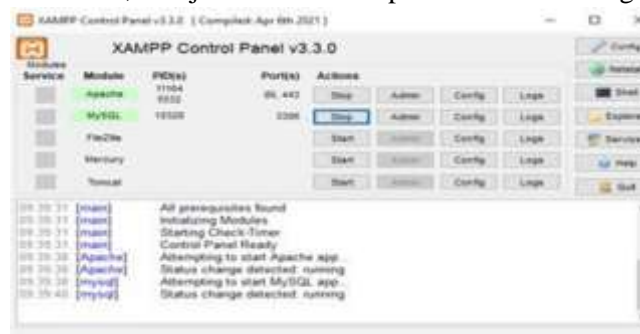 XAMPP Control Panel v3.3.0 [ Compiled: Apr 6th 2021 ]
XAMPP Control Panel v3.3.0
Modules
Service Module PID(s) Port(s) Actions
Apache 80, 443 Stop Admin Config Logs
MySQL 3306 Stop Admin Config Logs
FileZilla Start Admin Config Logs
Mercury Start Admin Config Logs
Tomcat Start Admin Config Logs
Config
Netstat
Shell
Explorer
Services
Help
Quit
[main] All prerequisites found
[main] Initializing Modules
[main] Starting Check-Timer
[main] Control Panel Ready
[Apache] Attempting to start Apache app...
[Apache] Status change detected: running
[mysql] Attempting to start MySQL app...
[mysql] Status change detected: running